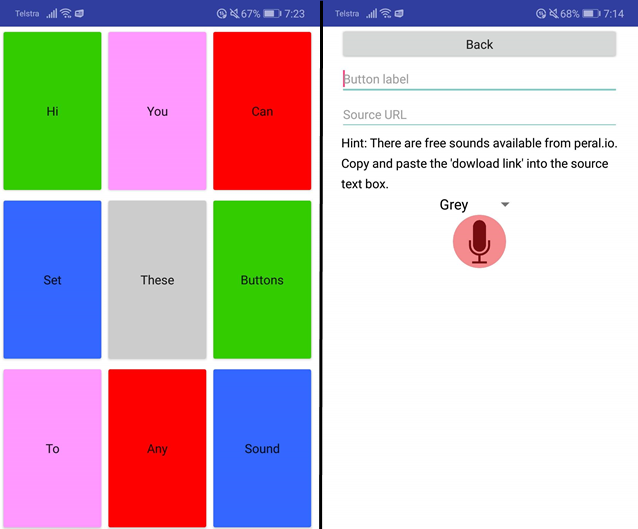 Telstra 67% 7:23
Hi You Can
Set These Buttons
To Any Sound
Telstra 68% 7:14
Back
Button label
Source URL
Hint: There are free sounds available from peral.io.
Copy and paste the 'dowload link' into the source
text box.
Grey